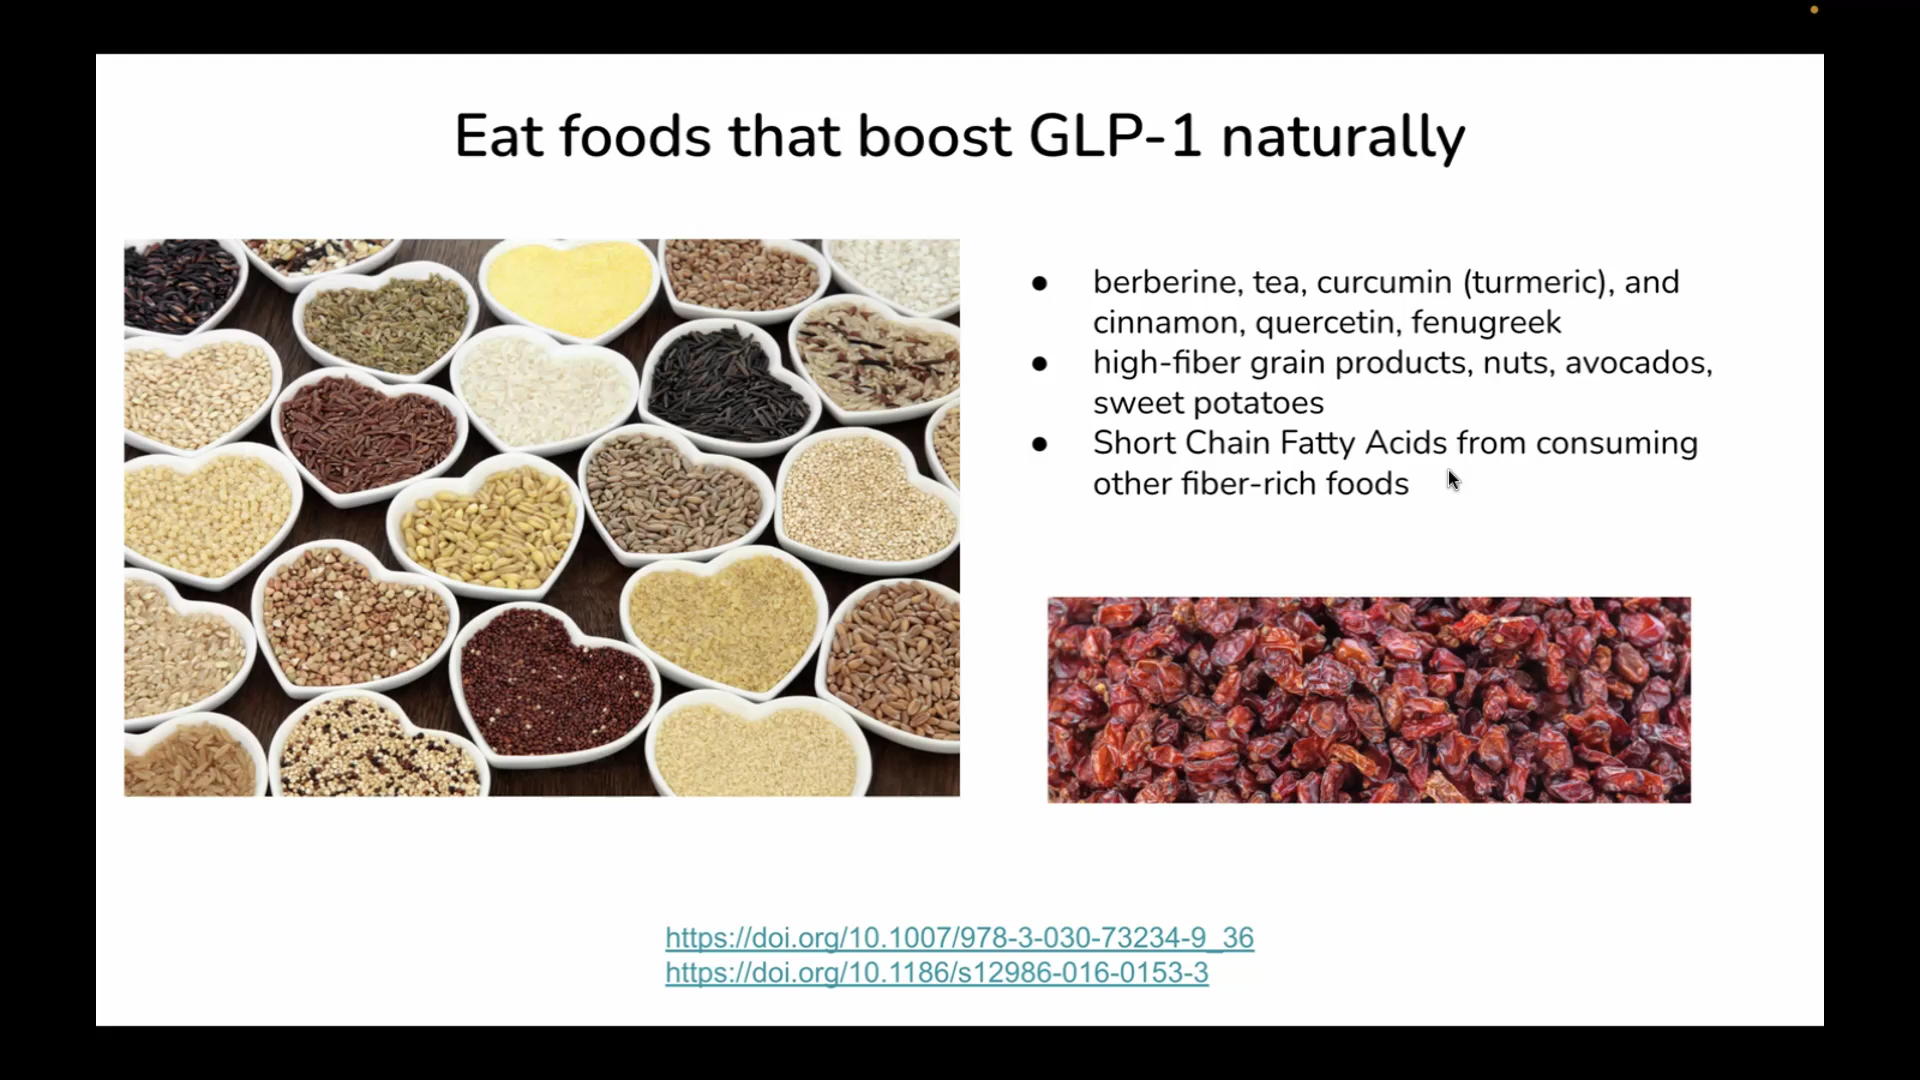 Eat foods that boost GLP-1 naturally
● berberine, tea, curcumin (turmeric), and
cinnamon, quercetin, fenugreek
● high-fiber grain products, nuts, avocados,
sweet potatoes
● Short Chain Fatty Acids from consuming
other fiber-rich foods
https://doi.org/10.1007/978-3-030-73234-9_36
https://doi.org/10.1186/s12986-016-0153-3